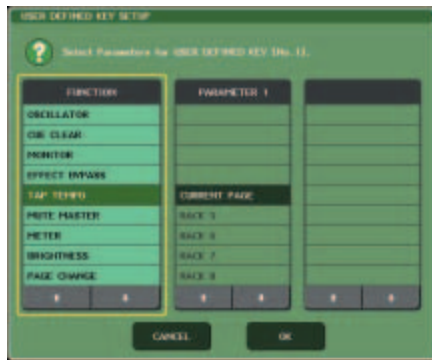 USER DEFINED KEY SETUP
Select Parameters for USER DEFINED KEY [No. 1].
FUNCTION
PARAMETER 1
OSCILLATOR
CUE CLEAR
MONITOR
EFFECT BYPASS
TAP TEMPO
CURRENT PAGE
MUTE MASTER
RACK 5
METER
RACK 6
BRIGHTNESS
RACK 7
PAGE CHANGE
RACK 8
CANCEL
OK